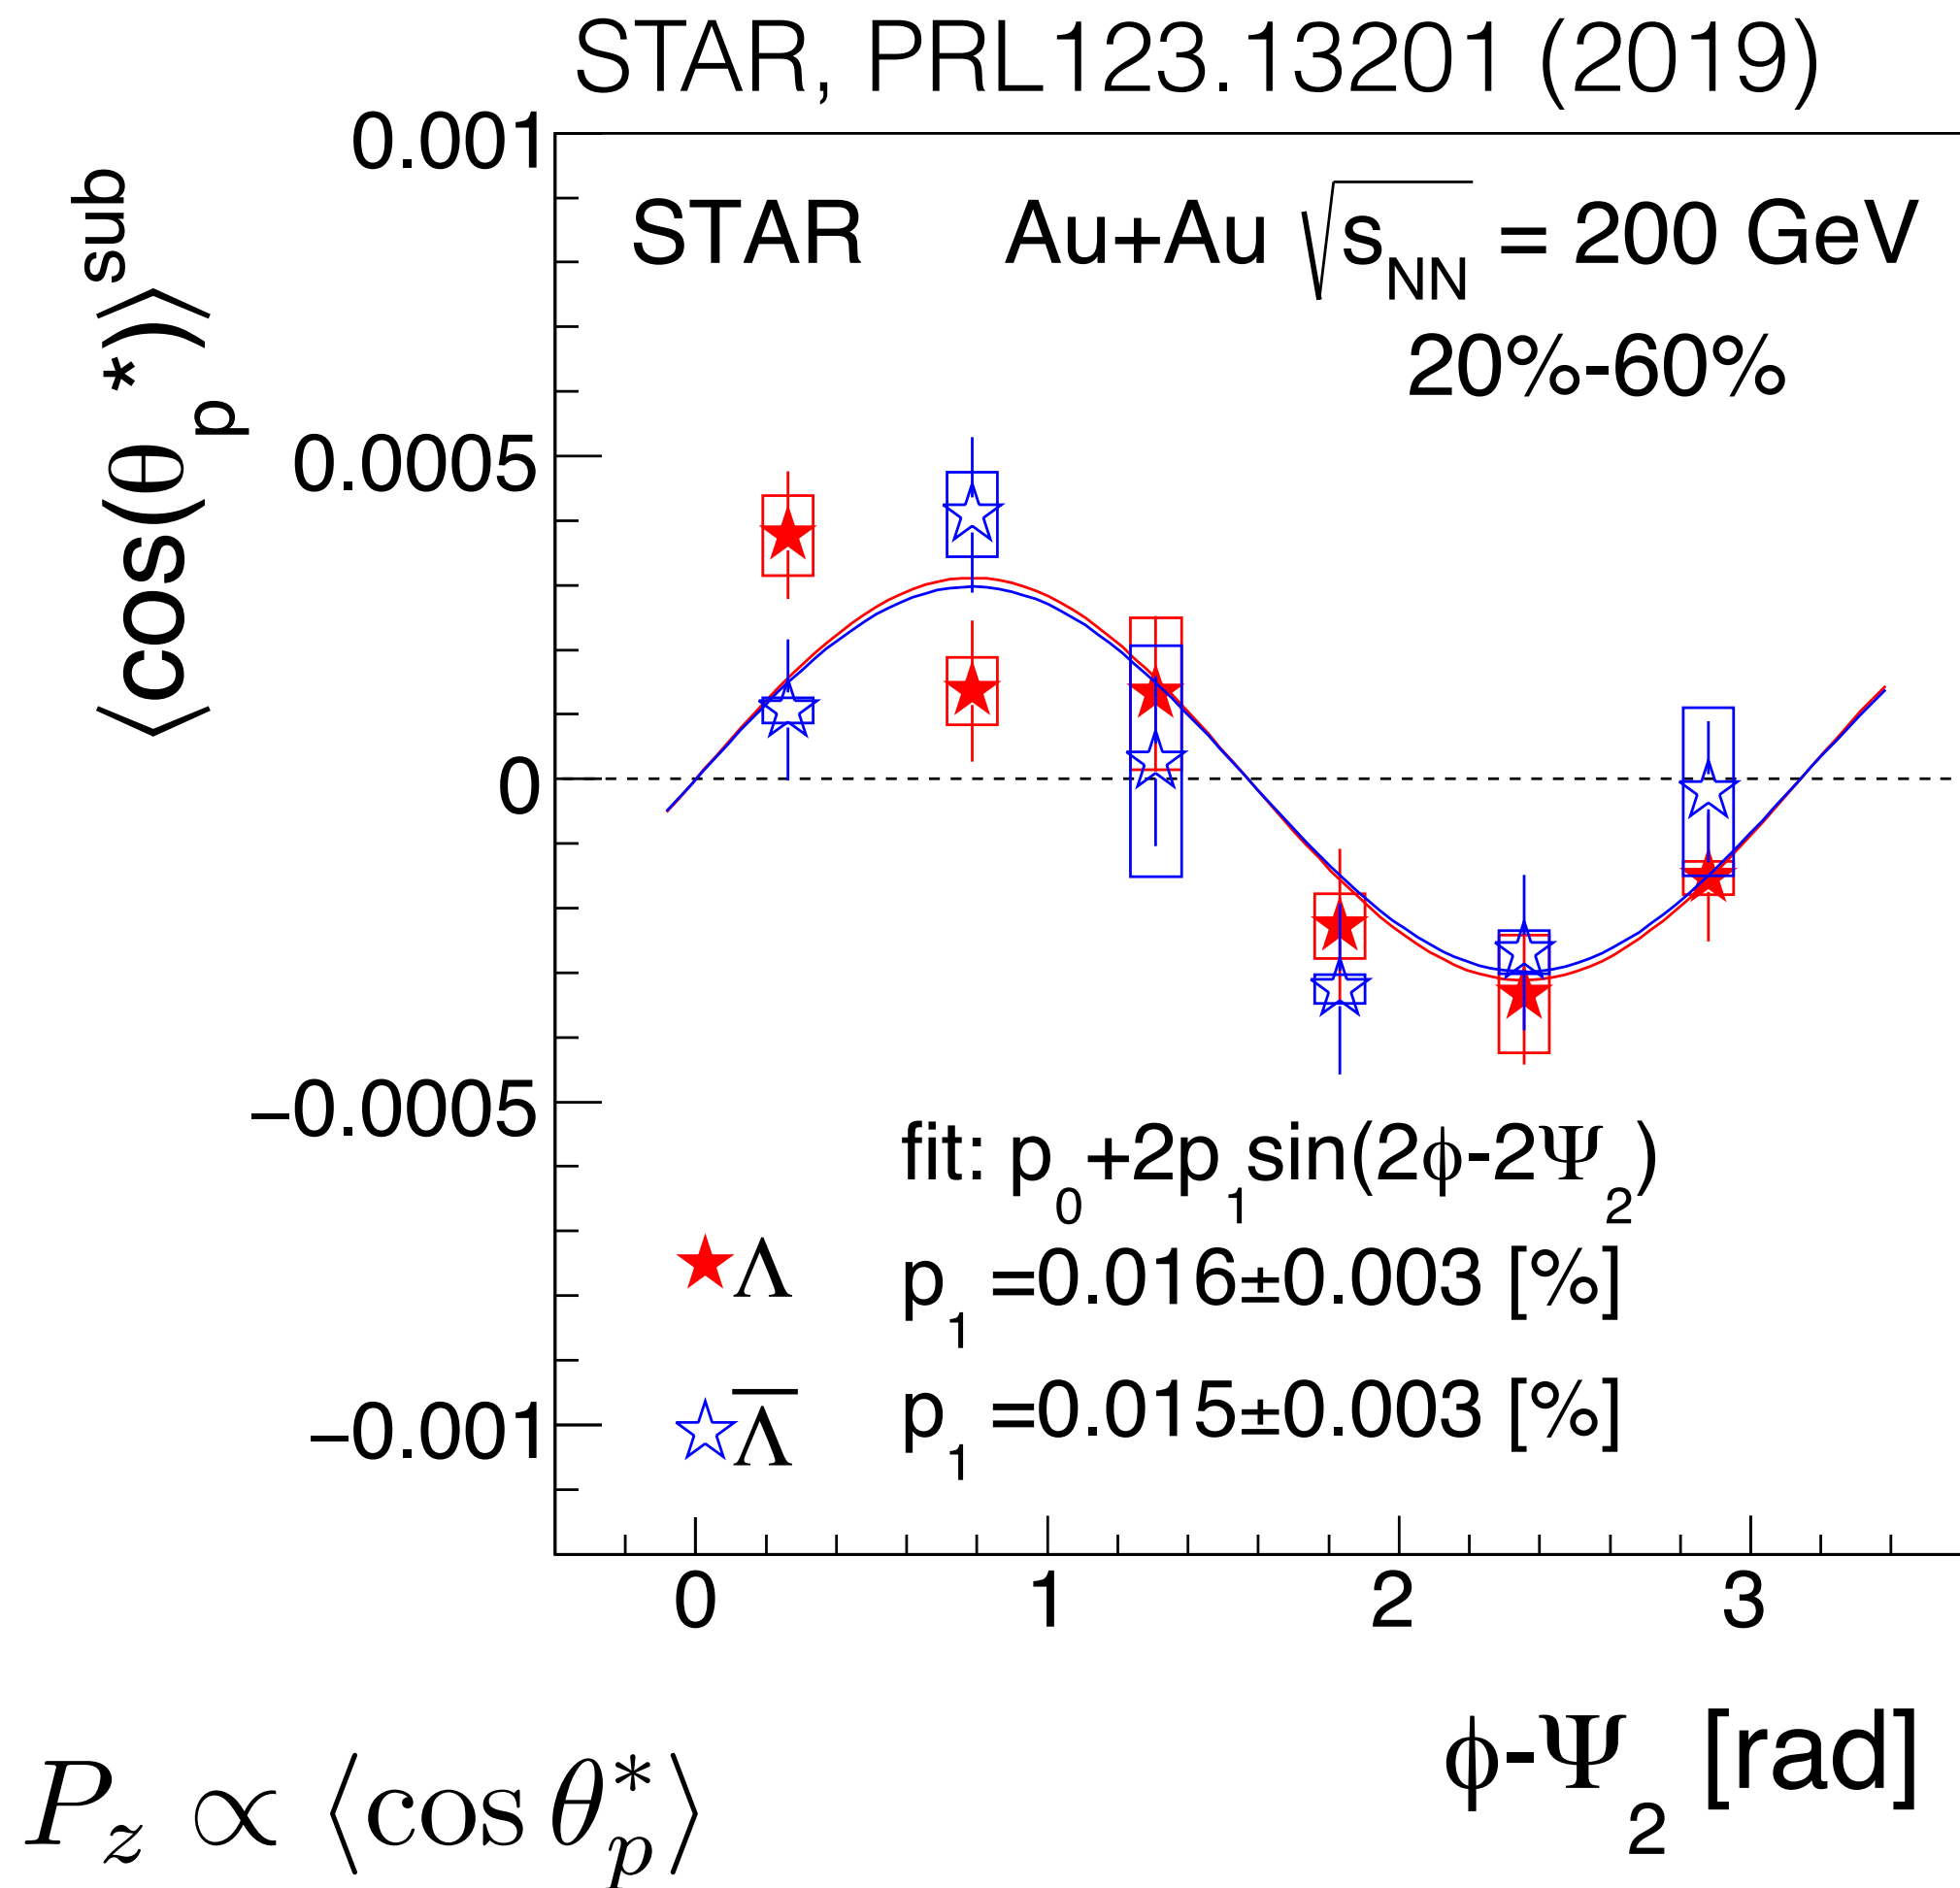 STAR, PRL123.13201 (2019)
⟨cos(θp*)⟩sub
0.001
0.0005
0
−0.0005
−0.001
STAR Au+Au √sNN = 200 GeV
20%-60%
fit: p0+2p1sin(2ϕ-2Ψ2)
Λ p1 =0.016±0.003 [%]
Λ̅ p1 =0.015±0.003 [%]
0 1 2 3
ϕ-Ψ2 [rad]
Pz ∝ ⟨cos θp*⟩